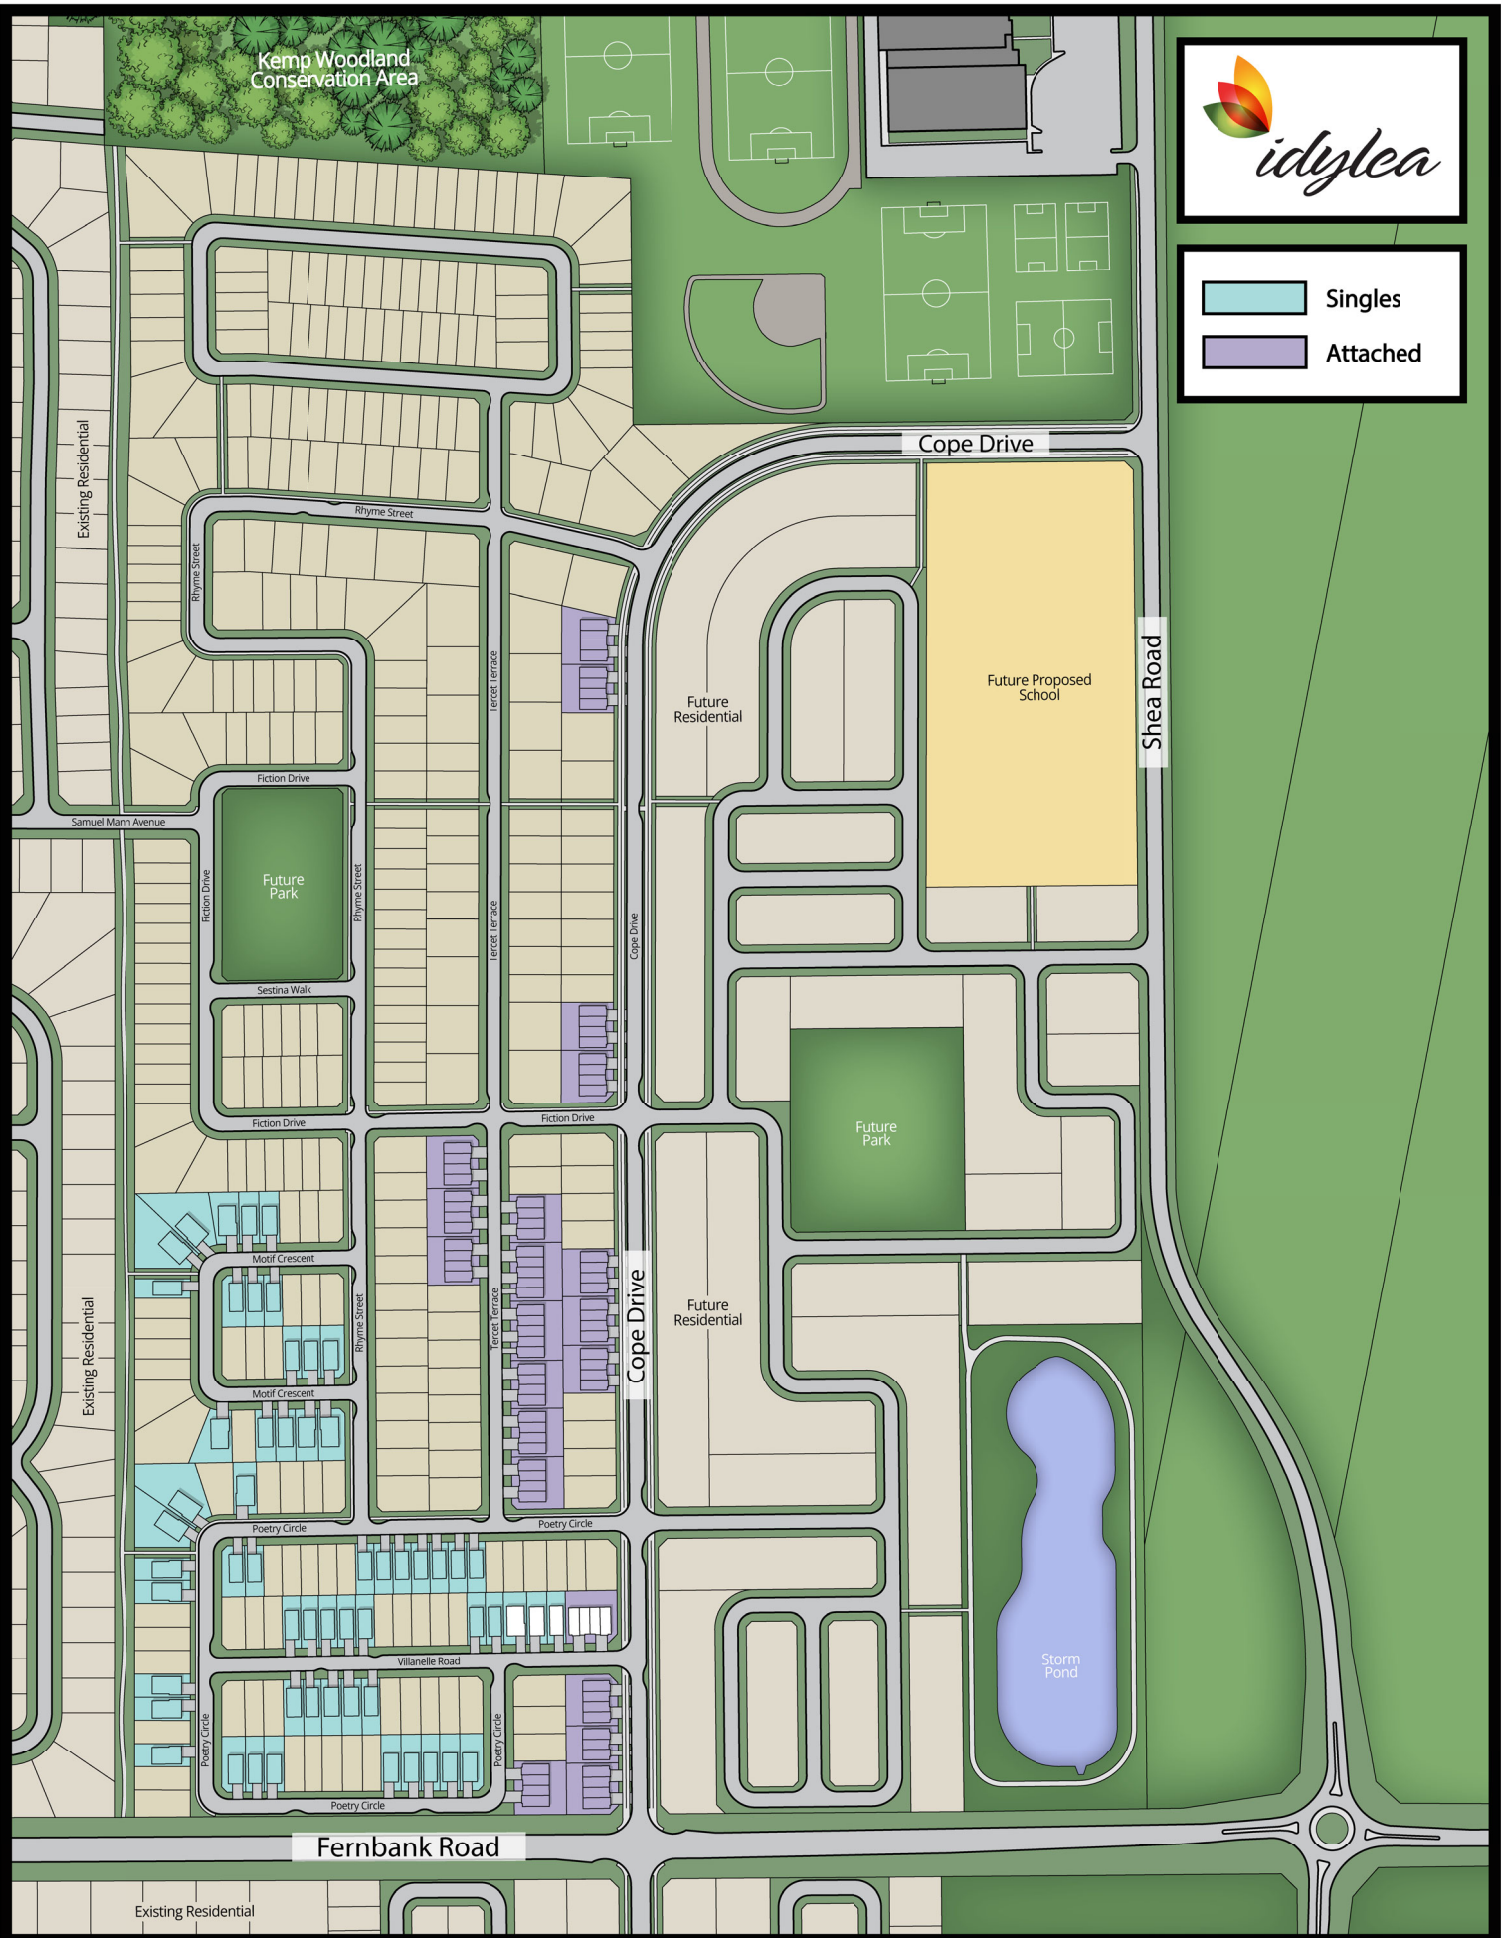 Kemp Woodland
Conservation Area
idylea
Singles
Attached
Existing Residential
Cope Drive
Rhyme Street
Rhyme Street
Tercet Terrace
Future
Residential
Future Proposed
School
Shea Road
Fiction Drive
Samuel Mann Avenue
Future
Park
Fiction Drive
Rhyme Street
Tercet Terrace
Cope Drive
Sestina Walk
Fiction Drive
Fiction Drive
Future
Park
Motif Crescent
Existing Residential
Rhyme Street
Tercet Terrace
Cope Drive
Future
Residential
Motif Crescent
Poetry Circle
Poetry Circle
Villanelle Road
Storm
Pond
Poetry Circle
Poetry Circle
Poetry Circle
Fernbank Road
Existing Residential